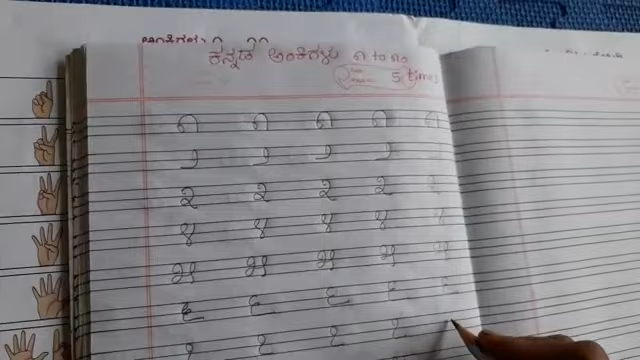 ಕನ್ನಡ ಅಂಕಿಗಳು ೧ to ೧೦
5 times
೧ ೧ ೧ ೧ ೧
೨ ೨ ೨ ೨
೩ ೩ ೩ ೩ ೩
೪ ೪ ೪ ೪ ೪
೫ ೫ ೫ ೫ ೫
೬ ೬ ೬ ೬ ೬
೭ ೭ ೭ ೭